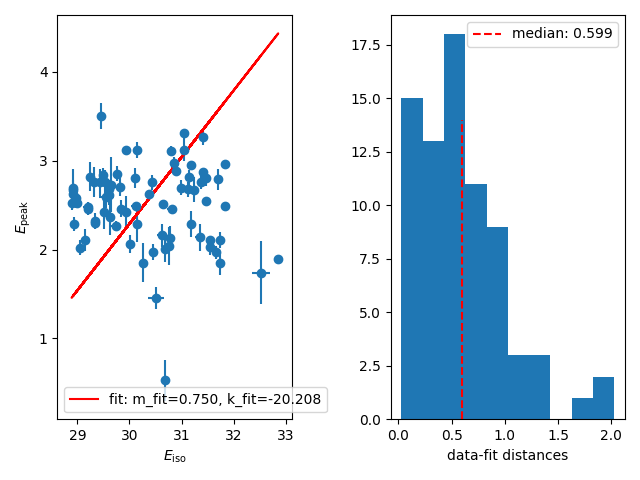 E_peak
4
3
2
1
fit: m_fit=0.750, k_fit=-20.208
29 30 31 32 33
E_iso
median: 0.599
17.5
15.0
12.5
10.0
7.5
5.0
2.5
0.0
0.0 0.5 1.0 1.5 2.0
data-fit distances